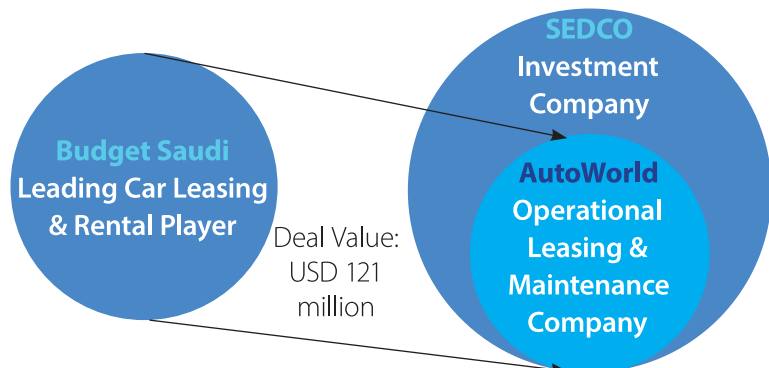 Budget Saudi
Leading Car Leasing
& Rental Player
Deal Value:
USD 121
million
SEDCO
Investment
Company
AutoWorld
Operational
Leasing &
Maintenance
Company